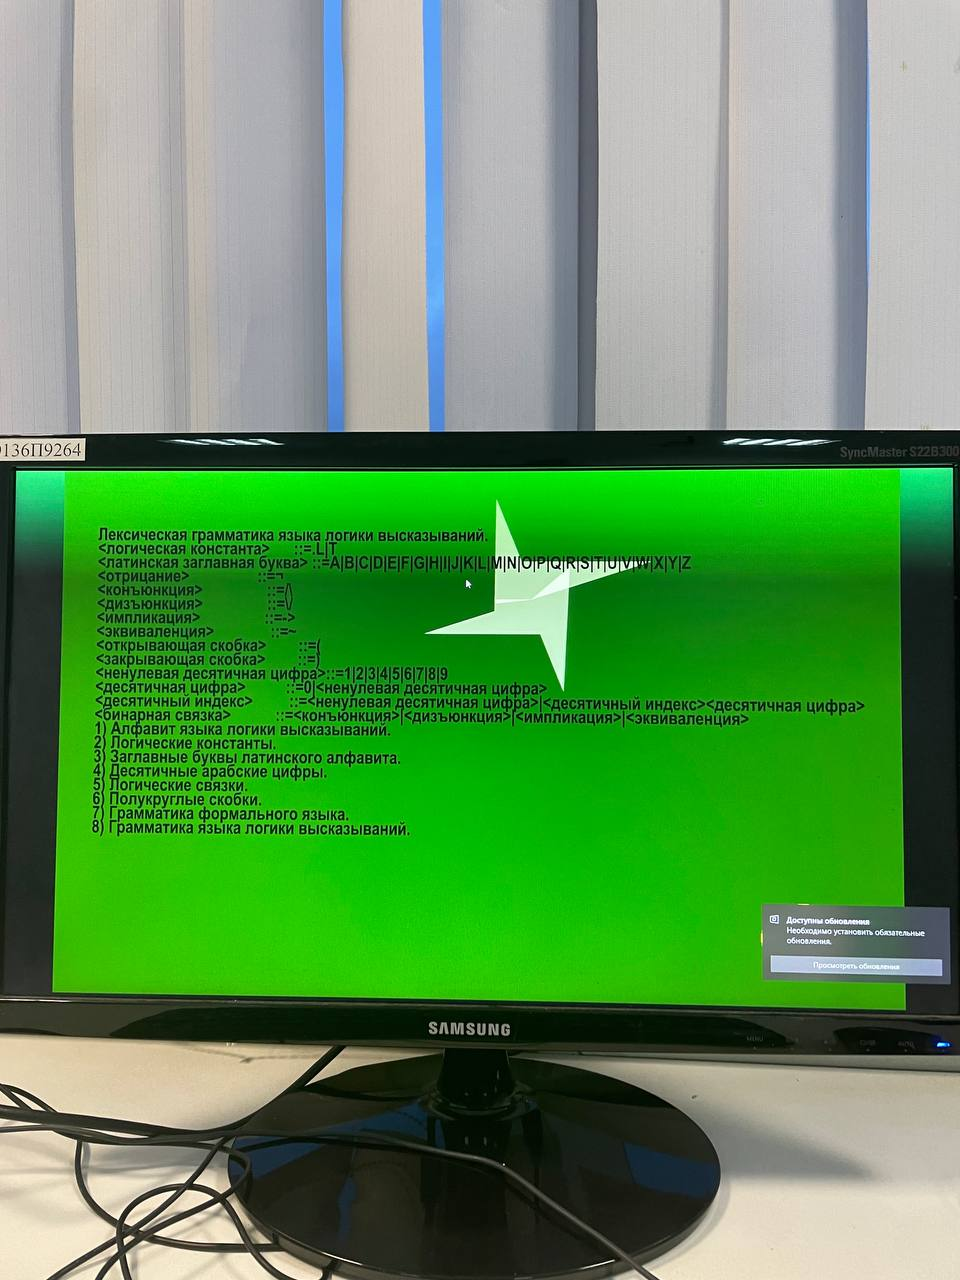 0136П9264
SyncMaster S22B300
Лексическая грамматика языка логики высказываний.
<логическая константа> ::=.L|T
<латинская заглавная буква> ::=A|B|C|D|E|F|G|H|I|J|K|L|M|N|O|P|Q|R|S|T|U|V|W|X|Y|Z
<отрицание> ::=¬
<конъюнкция> ::=/\
<дизъюнкция> ::=\/
<импликация> ::=->
<эквиваленция> ::=~
<открывающая скобка> ::=(
<закрывающая скобка> ::=)
<ненулевая десятичная цифра>::=1|2|3|4|5|6|7|8|9
<десятичная цифра> ::=0|<ненулевая десятичная цифра>
<десятичный индекс> ::=<ненулевая десятичная цифра>|<десятичный индекс><десятичная цифра>
<бинарная связка> ::=<конъюнкция>|<дизъюнкция>|<импликация>|<эквиваленция>
1) Алфавит языка логики высказываний.
2) Логические константы.
3) Заглавные буквы латинского алфавита.
4) Десятичные арабские цифры.
5) Логические связки.
6) Полукруглые скобки.
7) Грамматика формального языка.
8) Грамматика языка логики высказываний.
Доступны обновления
Необходимо установить обязательные
обновления.
Просмотреть обновления
SAMSUNG
MENU